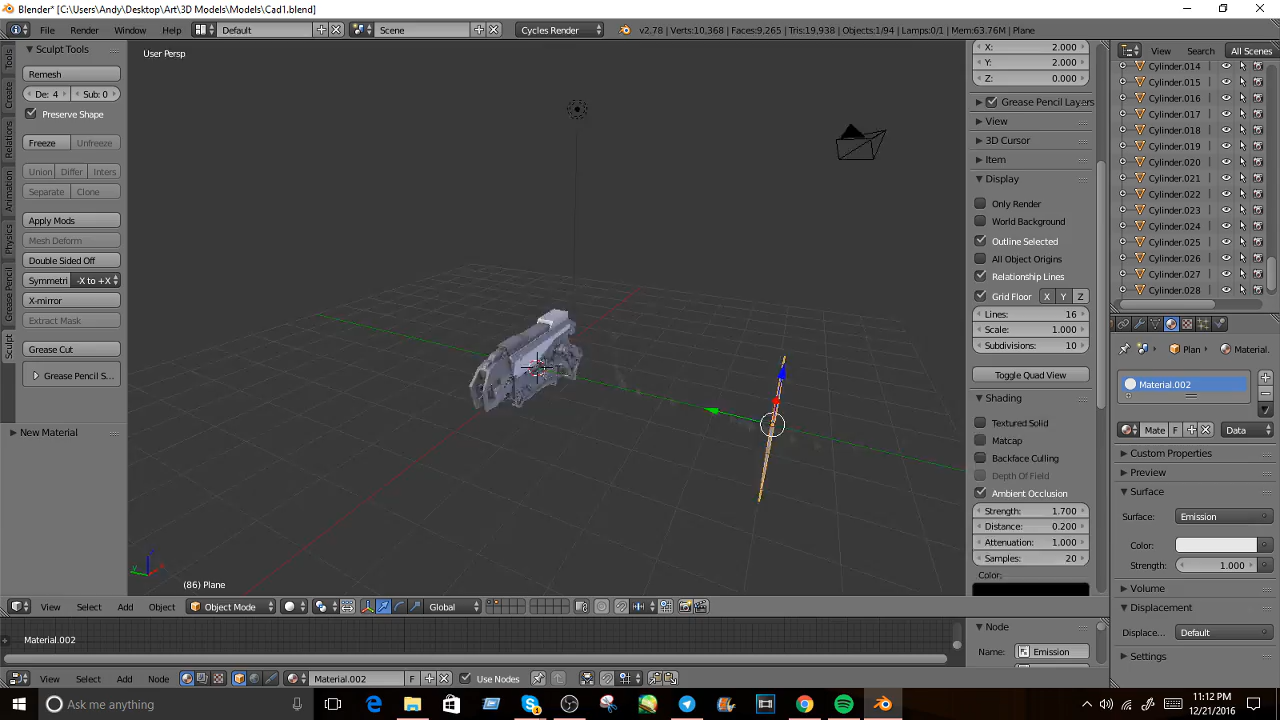 Blender* [C:\Users\Andy\Desktop\Art\3D Models\Models\Cad1.blend]
File Render Window Help Default Scene Cycles Render v2.78 | Verts:10,368 | Faces:9,265 | Tris:19,938 | Objects:1/94 | Lamps:0/1 | Mem:63.76M | Plane
Tools
Create
Relations
Animation
Physics
Grease Pencil
Sculpt
Sculpt Tools
Remesh
De: 4 Sub: 0
Preserve Shape
Freeze Unfreeze
Union Differ Inters
Separate Clone
Apply Mods
Mesh Deform
Double Sided Off
Symmetri -X to +X
X-mirror
Extract Mask
Grease Cut
Grease Pencil S...
New Material
User Persp
(86) Plane
X: 2.000
Y: 2.000
Z: 0.000
Grease Pencil Layers
View
3D Cursor
Item
Display
Only Render
World Background
Outline Selected
All Object Origins
Relationship Lines
Grid Floor X Y Z
Lines: 16
Scale: 1.000
Subdivisions: 10
Toggle Quad View
Shading
Textured Solid
Matcap
Backface Culling
Depth Of Field
Ambient Occlusion
Strength: 1.700
Distance: 0.200
Attenuation: 1.000
Samples: 20
Color:
View Search All Scenes
Cylinder.014
Cylinder.015
Cylinder.016
Cylinder.017
Cylinder.018
Cylinder.019
Cylinder.020
Cylinder.021
Cylinder.022
Cylinder.023
Cylinder.024
Cylinder.025
Cylinder.026
Cylinder.027
Cylinder.028
Plan Material.
Material.002
Mate F Data
Custom Properties
Preview
Surface
Surface: Emission
Color:
Strength: 1.000
Volume
Displacement
Displace... Default
Settings
View Select Add Object Object Mode Global
Material.002
Node
Name: Emission
View Select Add Node Material.002 F Use Nodes
Ask me anything
11:12 PM
12/21/2016